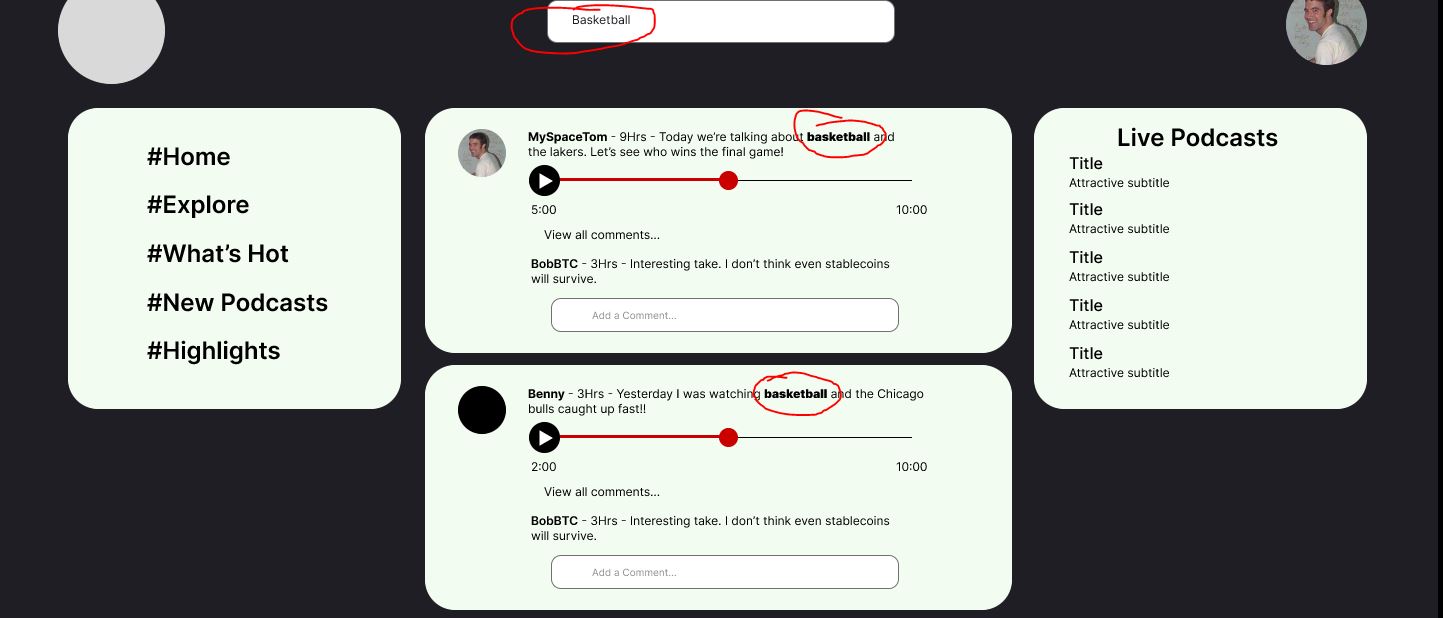 Basketball
#Home
#Explore
#What's Hot
#New Podcasts
#Highlights
MySpaceTom - 9Hrs - Today we're talking about basketball and
the lakers. Let's see who wins the final game!
5:00
10:00
View all comments...
BobBTC - 3Hrs - Interesting take. I don't think even stablecoins
will survive.
Add a Comment...
Benny - 3Hrs - Yesterday I was watching basketball and the Chicago
bulls caught up fast!!
2:00
10:00
View all comments...
BobBTC - 3Hrs - Interesting take. I don't think even stablecoins
will survive.
Add a Comment...
Live Podcasts
Title
Attractive subtitle
Title
Attractive subtitle
Title
Attractive subtitle
Title
Attractive subtitle
Title
Attractive subtitle